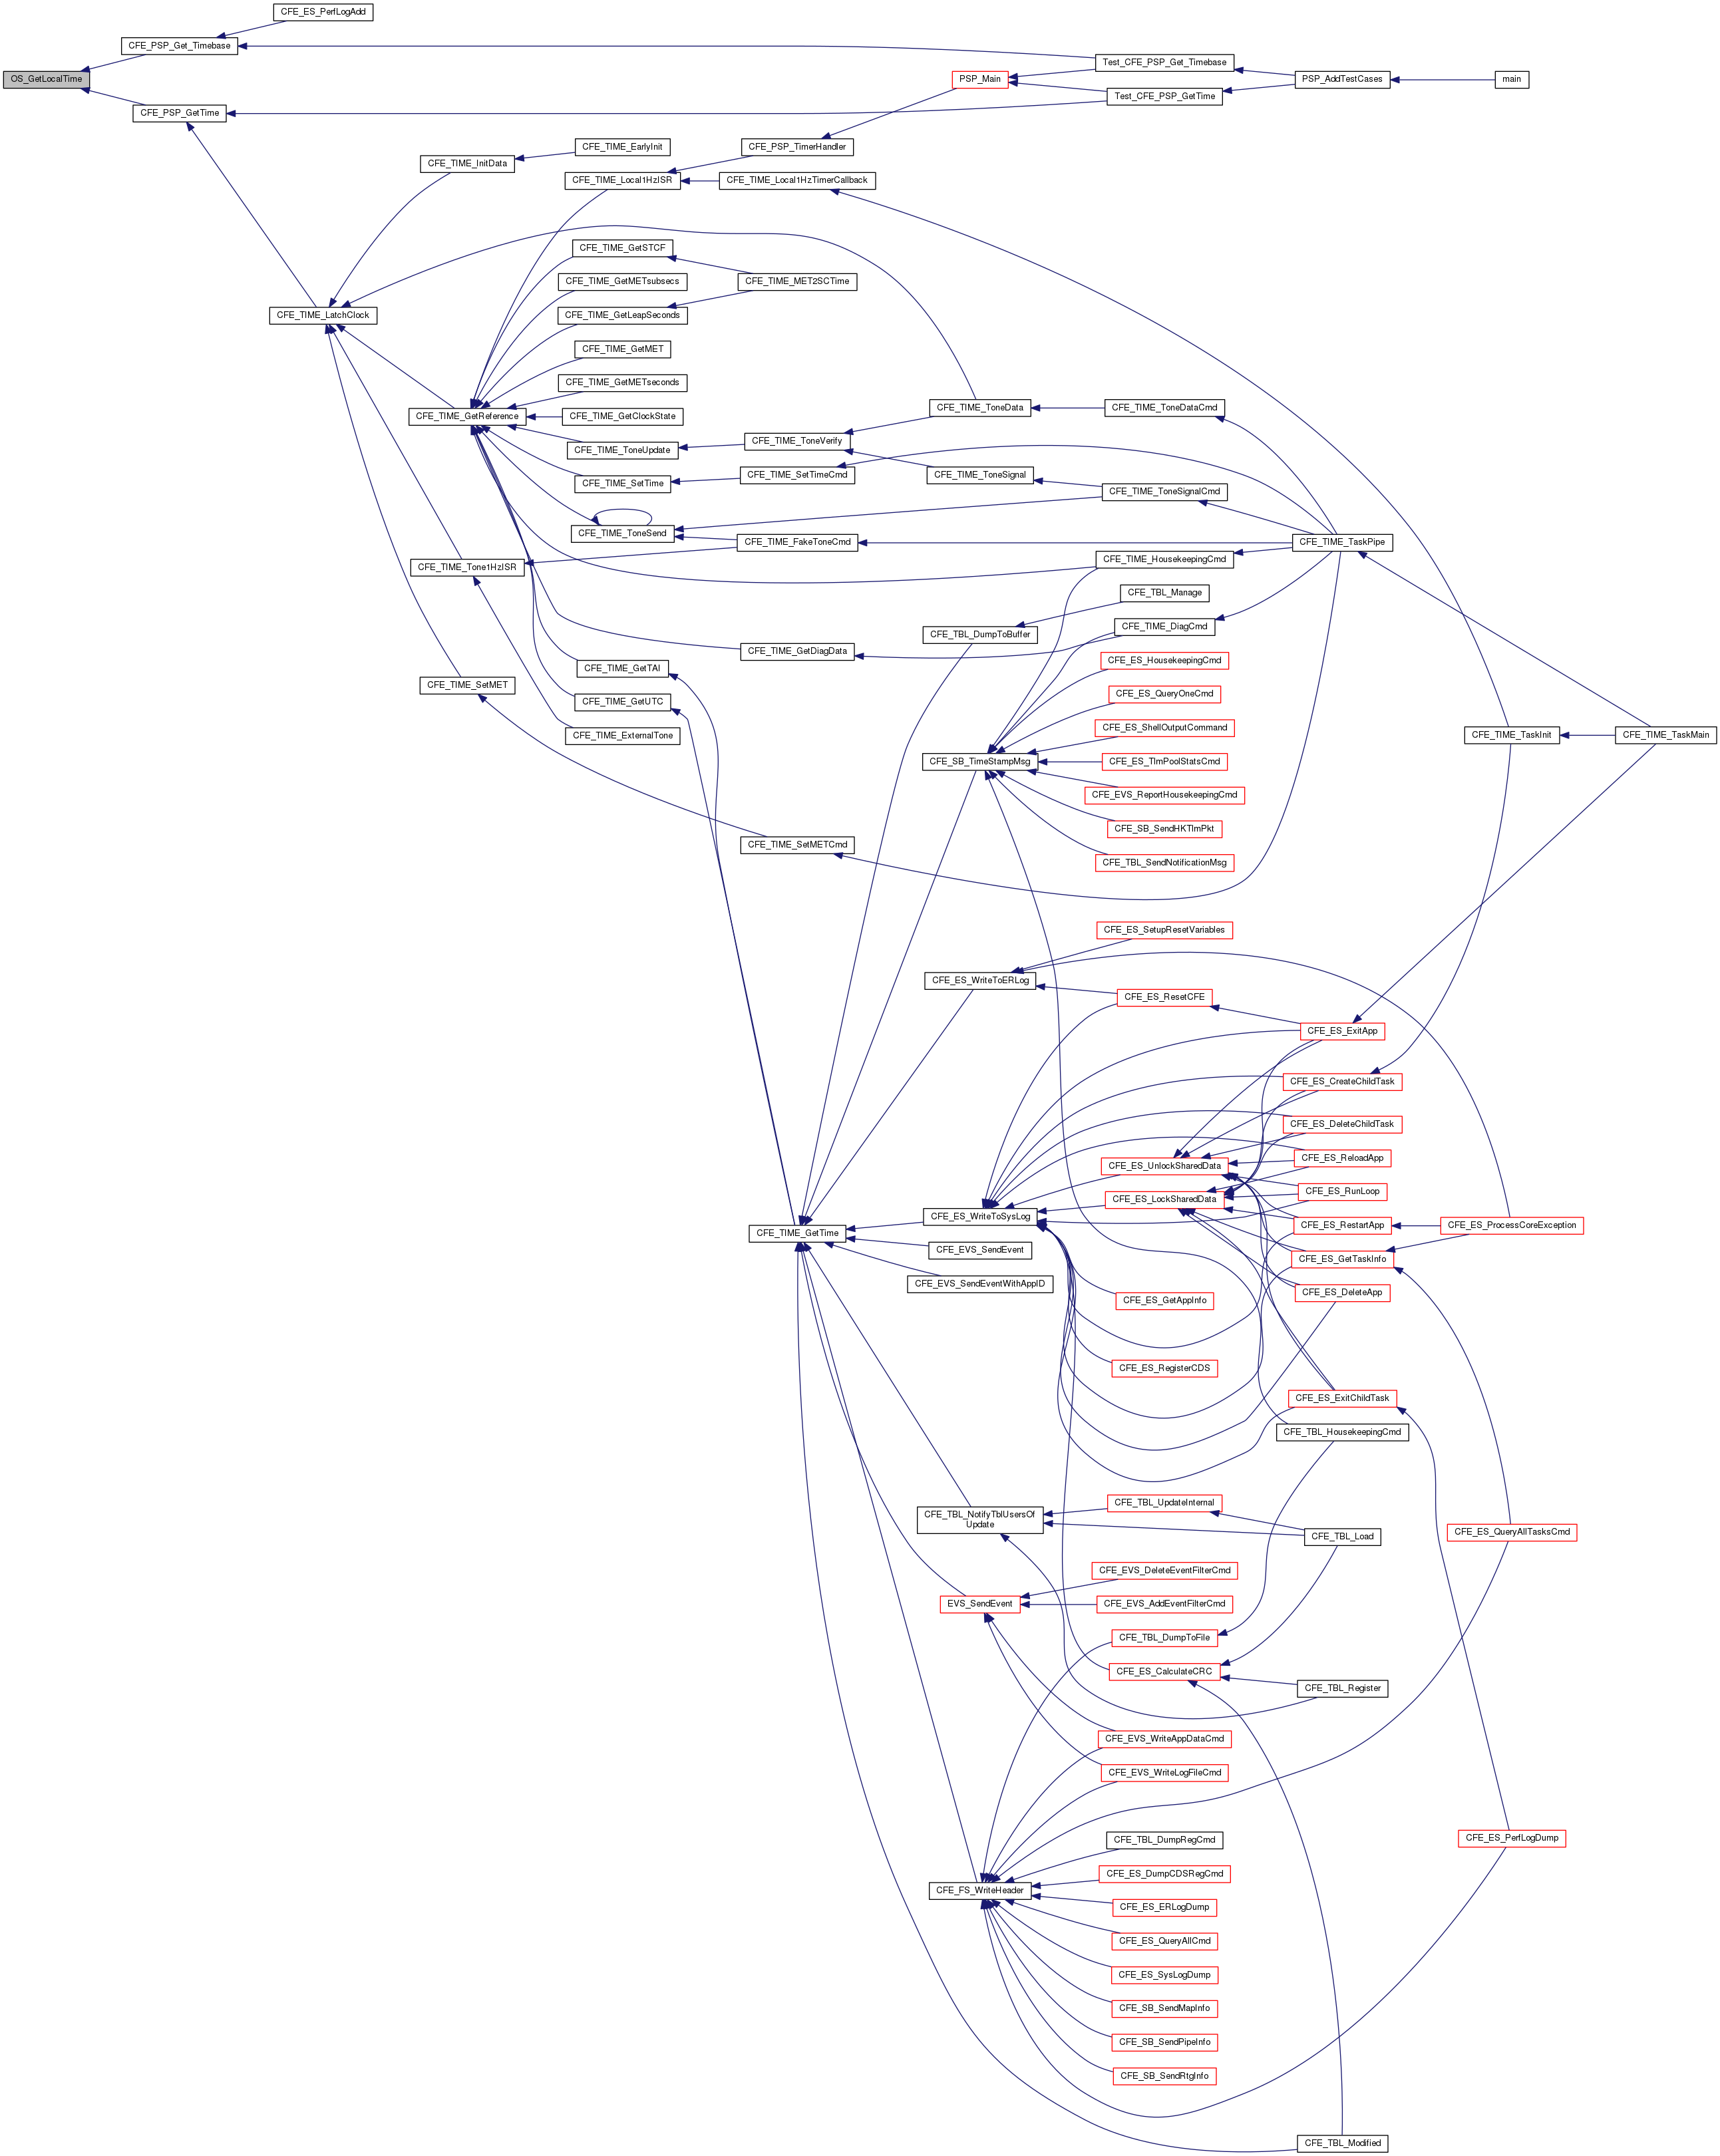 CFE_ES_PerfLogAdd
CFE_PSP_Get_Timebase
Test_CFE_PSP_Get_Timebase
OS_GetLocalTime
PSP_Main
PSP_AddTestCases
main
Test_CFE_PSP_GetTime
CFE_PSP_GetTime
CFE_TIME_EarlyInit
CFE_PSP_TimerHandler
CFE_TIME_InitData
CFE_TIME_Local1HzISR
CFE_TIME_Local1HzTimerCallback
CFE_TIME_GetSTCF
CFE_TIME_GetMETsubsecs
CFE_TIME_MET2SCTime
CFE_TIME_LatchClock
CFE_TIME_GetLeapSeconds
CFE_TIME_GetMET
CFE_TIME_GetMETseconds
CFE_TIME_GetReference
CFE_TIME_GetClockState
CFE_TIME_ToneData
CFE_TIME_ToneDataCmd
CFE_TIME_ToneUpdate
CFE_TIME_ToneVerify
CFE_TIME_SetTime
CFE_TIME_SetTimeCmd
CFE_TIME_ToneSignal
CFE_TIME_ToneSignalCmd
CFE_TIME_ToneSend
CFE_TIME_FakeToneCmd
CFE_TIME_TaskPipe
CFE_TIME_Tone1HzISR
CFE_TIME_HousekeepingCmd
CFE_TBL_Manage
CFE_TBL_DumpToBuffer
CFE_TIME_DiagCmd
CFE_TIME_GetDiagData
CFE_TIME_GetTAI
CFE_ES_HousekeepingCmd
CFE_TIME_SetMET
CFE_TIME_GetUTC
CFE_ES_QueryOneCmd
CFE_TIME_ExternalTone
CFE_ES_ShellOutputCommand
CFE_TIME_TaskInit
CFE_TIME_TaskMain
CFE_SB_TimeStampMsg
CFE_ES_TlmPoolStatsCmd
CFE_EVS_ReportHousekeepingCmd
CFE_SB_SendHKTlmPkt
CFE_TIME_SetMETCmd
CFE_TBL_SendNotificationMsg
CFE_ES_SetupResetVariables
CFE_ES_WriteToERLog
CFE_ES_ResetCFE
CFE_ES_ExitApp
CFE_ES_CreateChildTask
CFE_ES_DeleteChildTask
CFE_ES_ReloadApp
CFE_ES_UnlockSharedData
CFE_ES_RunLoop
CFE_ES_LockSharedData
CFE_ES_WriteToSysLog
CFE_ES_RestartApp
CFE_ES_ProcessCoreException
CFE_TIME_GetTime
CFE_EVS_SendEvent
CFE_ES_GetTaskInfo
CFE_EVS_SendEventWithAppID
CFE_ES_DeleteApp
CFE_ES_GetAppInfo
CFE_ES_RegisterCDS
CFE_ES_ExitChildTask
CFE_TBL_HousekeepingCmd
CFE_TBL_UpdateInternal
CFE_TBL_NotifyTblUsersOf
Update
CFE_TBL_Load
CFE_ES_QueryAllTasksCmd
CFE_EVS_DeleteEventFilterCmd
EVS_SendEvent
CFE_EVS_AddEventFilterCmd
CFE_TBL_DumpToFile
CFE_ES_CalculateCRC
CFE_TBL_Register
CFE_EVS_WriteAppDataCmd
CFE_EVS_WriteLogFileCmd
CFE_TBL_DumpRegCmd
CFE_ES_PerfLogDump
CFE_ES_DumpCDSRegCmd
CFE_FS_WriteHeader
CFE_ES_ERLogDump
CFE_ES_QueryAllCmd
CFE_ES_SysLogDump
CFE_SB_SendMapInfo
CFE_SB_SendPipeInfo
CFE_SB_SendRtgInfo
CFE_TBL_Modified